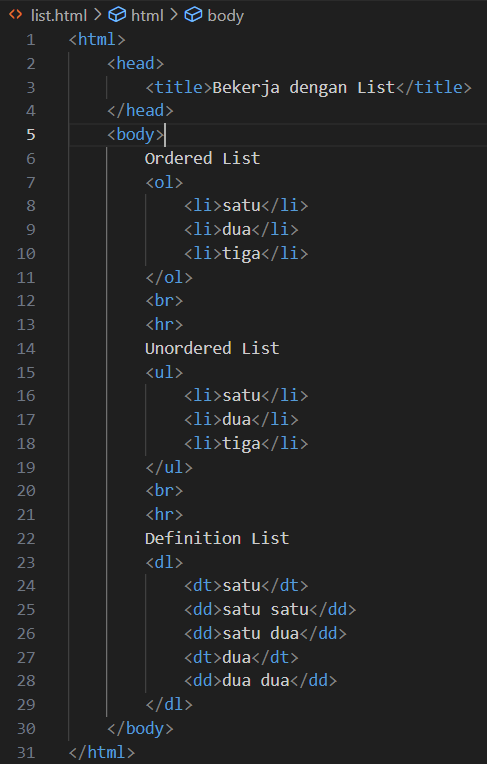 list.html > html > body
1 <html>
2 <head>
3 <title>Bekerja dengan List</title>
4 </head>
5 <body>
6 Ordered List
7 <ol>
8 <li>satu</li>
9 <li>dua</li>
10 <li>tiga</li>
11 </ol>
12 <br>
13 <hr>
14 Unordered List
15 <ul>
16 <li>satu</li>
17 <li>dua</li>
18 <li>tiga</li>
19 </ul>
20 <br>
21 <hr>
22 Definition List
23 <dl>
24 <dt>satu</dt>
25 <dd>satu satu</dd>
26 <dd>satu dua</dd>
27 <dt>dua</dt>
28 <dd>dua dua</dd>
29 </dl>
30 </body>
31 </html>